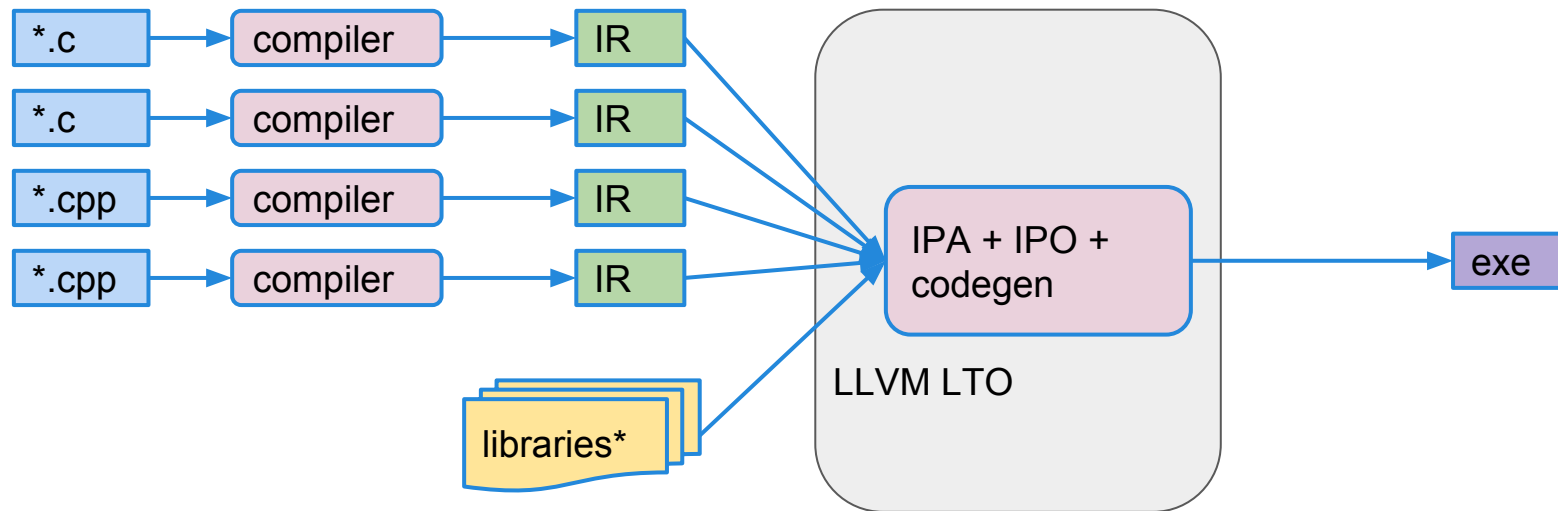 *.c compiler IR
*.c compiler IR
*.cpp compiler IR
*.cpp compiler IR
IPA + IPO +
codegen
exe
LLVM LTO
libraries*